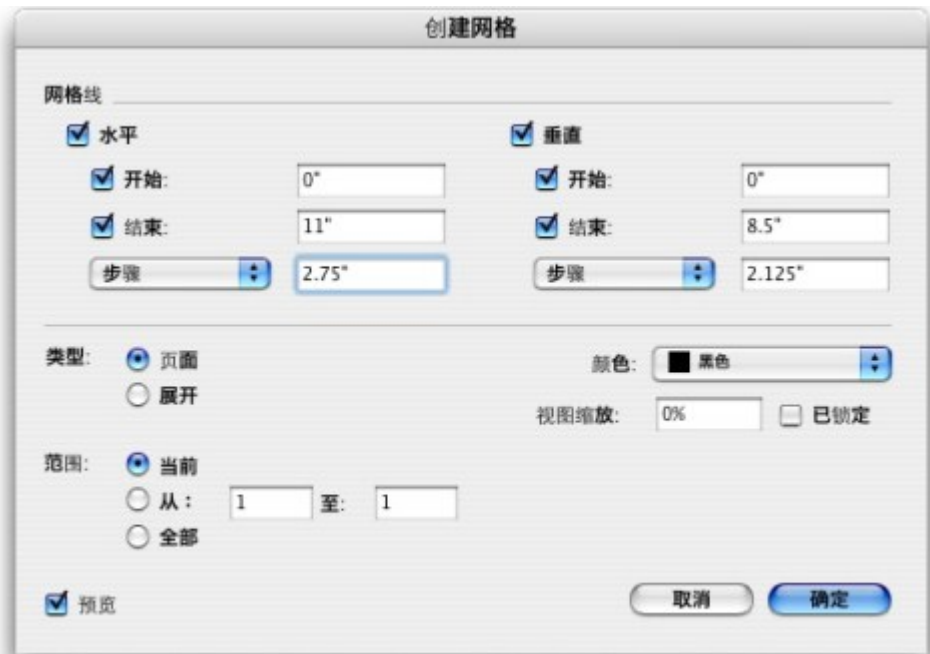 创建网格
网格线
水平 垂直
开始: 0" 开始: 0"
结束: 11" 结束: 8.5"
步骤 2.75" 步骤 2.125"
类型: 页面 颜色: 黑色
展开
视图缩放: 0% 已锁定
范围: 当前
从： 1 至: 1
全部
预览 取消 确定